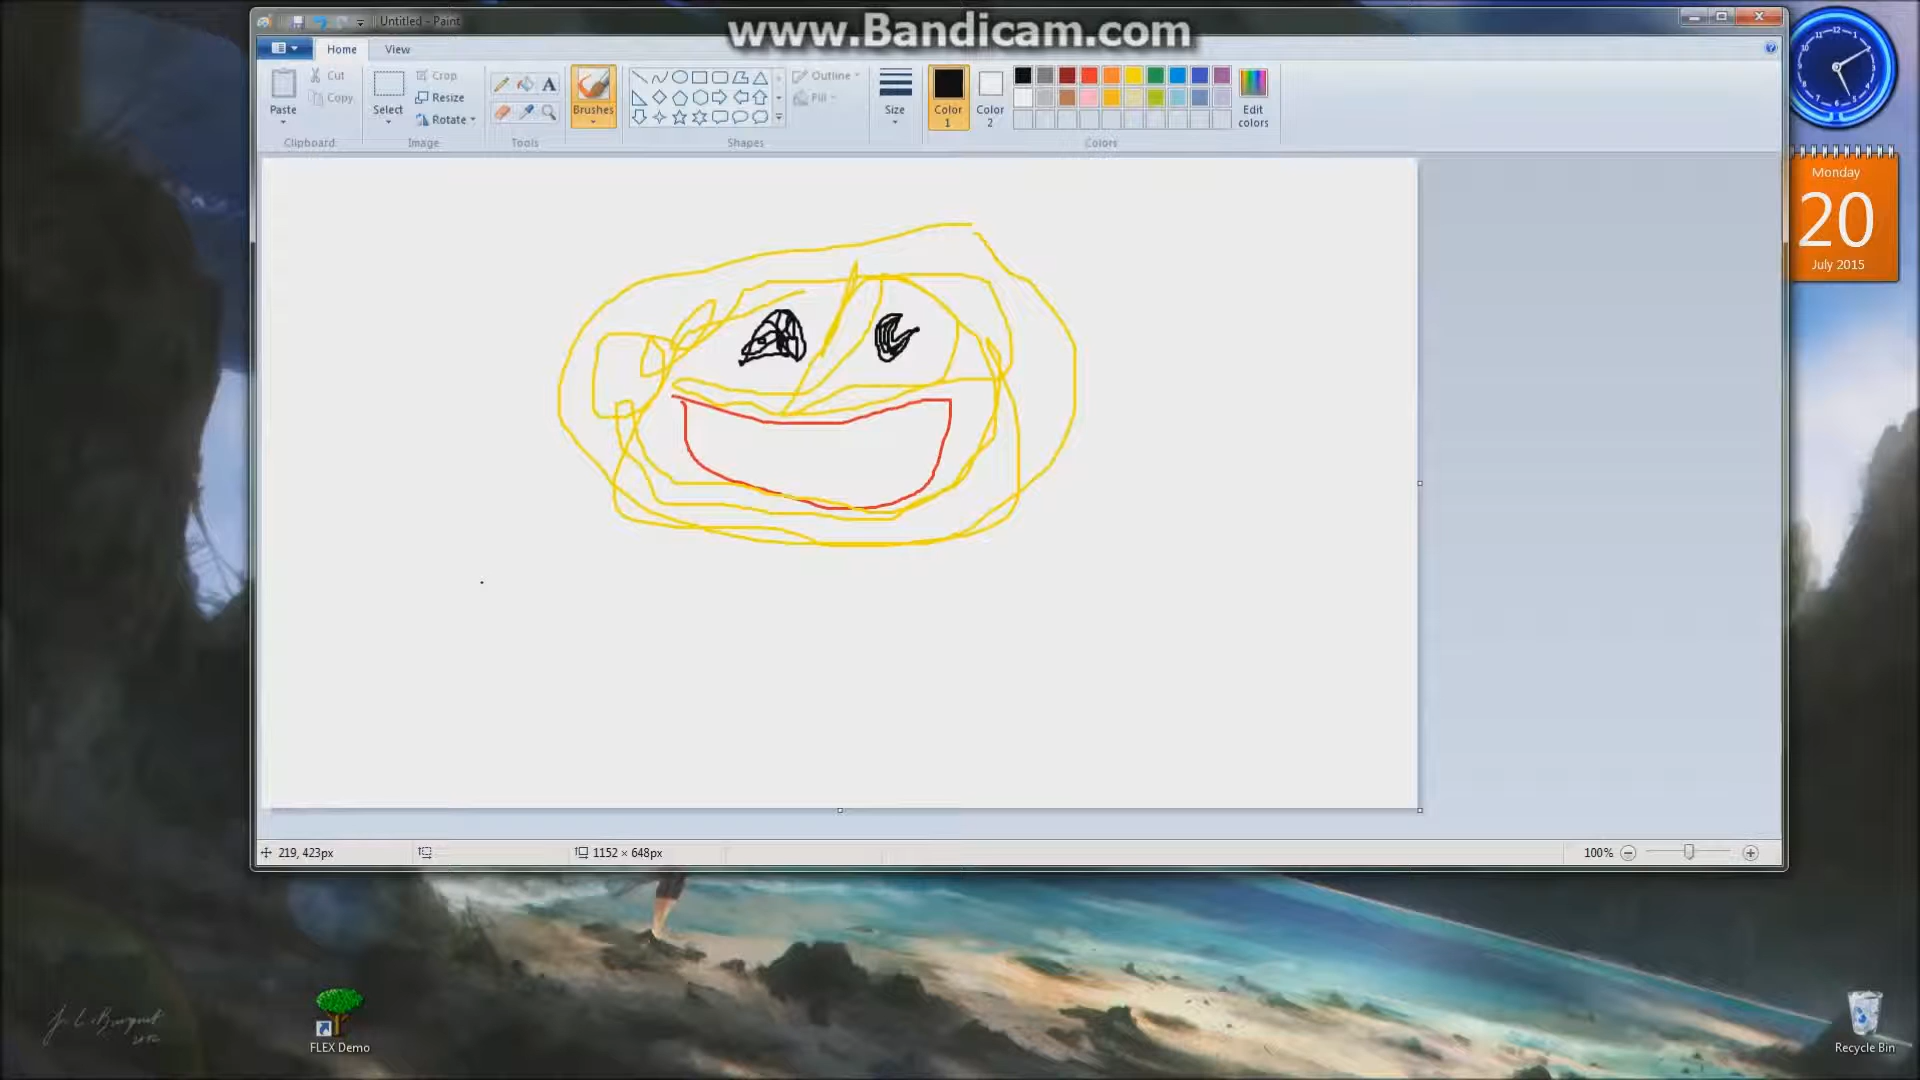 www.Bandicam.com
Untitled - Paint
Home
View
Paste
Cut
Copy
Clipboard
Select
Crop
Resize
Rotate
Image
Tools
Brushes
Outline
Fill
Shapes
Size
Color 1
Color 2
Edit colors
Colors
Monday
20
July 2015
219, 423px
1152 × 648px
100%
FLEX Demo
Recycle Bin